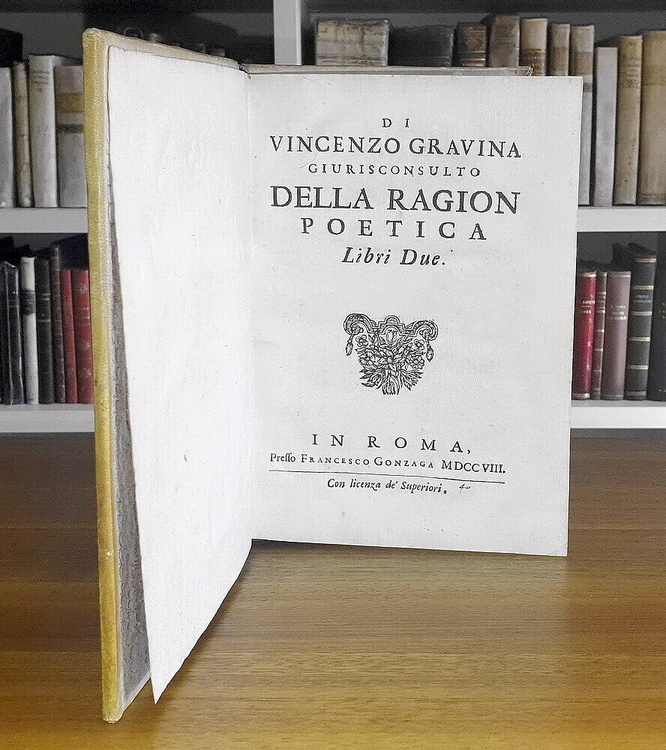 DI
VINCENZO GRAVINA
GIURISCONSULTO
DELLA RAGION
POETICA
Libri Due.
IN ROMA,
Preſſo FRANCESCO GONZAGA MDCCVIII.
Con licenza de' Superiori.